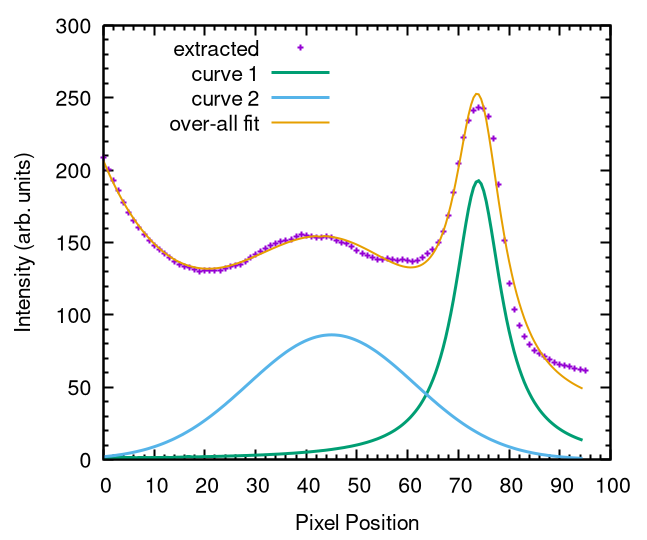 300
250
200
150
100
50
0
Intensity (arb. units)
extracted
curve 1
curve 2
over-all fit
0 10 20 30 40 50 60 70 80 90 100
Pixel Position